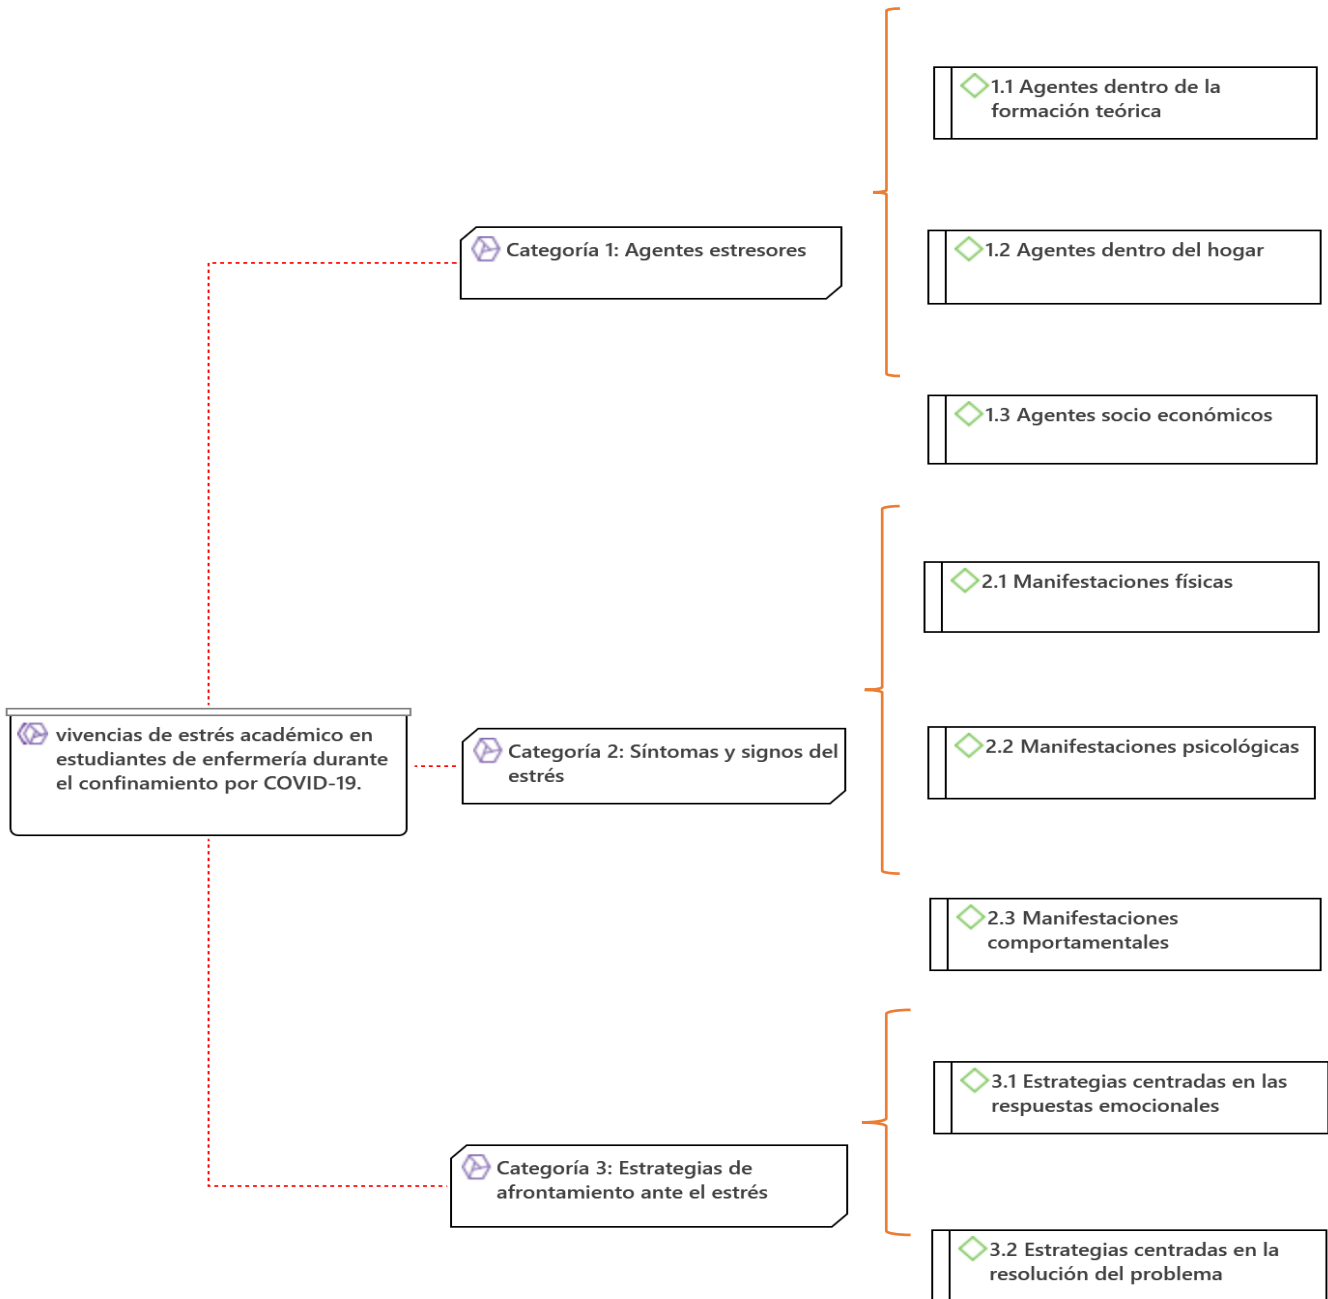 1.1 Agentes dentro de la
formación teórica
Categoría 1: Agentes estresores
1.2 Agentes dentro del hogar
1.3 Agentes socio económicos
2.1 Manifestaciones físicas
vivencias de estrés académico en
estudiantes de enfermería durante
el confinamiento por COVID-19.
Categoría 2: Síntomas y signos del
estrés
2.2 Manifestaciones psicológicas
2.3 Manifestaciones
comportamentales
3.1 Estrategias centradas en las
respuestas emocionales
Categoría 3: Estrategias de
afrontamiento ante el estrés
3.2 Estrategias centradas en la
resolución del problema